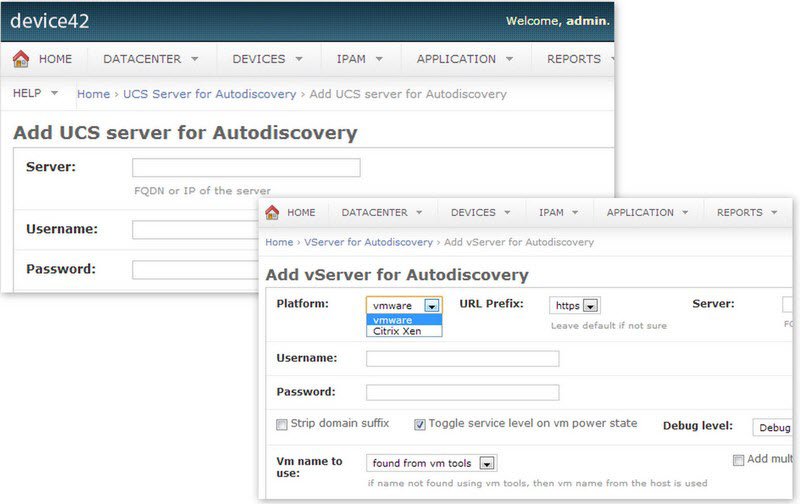 device42
Welcome, admin.
HOME DATACENTER DEVICES IPAM APPLICATION REPORTS
HELP Home › UCS Server for Autodiscovery › Add UCS server for Autodiscovery
Add UCS server for Autodiscovery
Server:
FQDN or IP of the server
Username:
Password:
HOME DATACENTER DEVICES IPAM APPLICATION REPORTS
Home › VServer for Autodiscovery › Add vServer for Autodiscovery
Add vServer for Autodiscovery
Platform: vmware URL Prefix: https Server:
vmware
Citrix Xen
Leave default if not sure
Username:
Password:
Strip domain suffix Toggle service level on vm power state Debug level: Debug
Vm name to use: found from vm tools Add mult
if name not found using vm tools, then vm name from the host is used